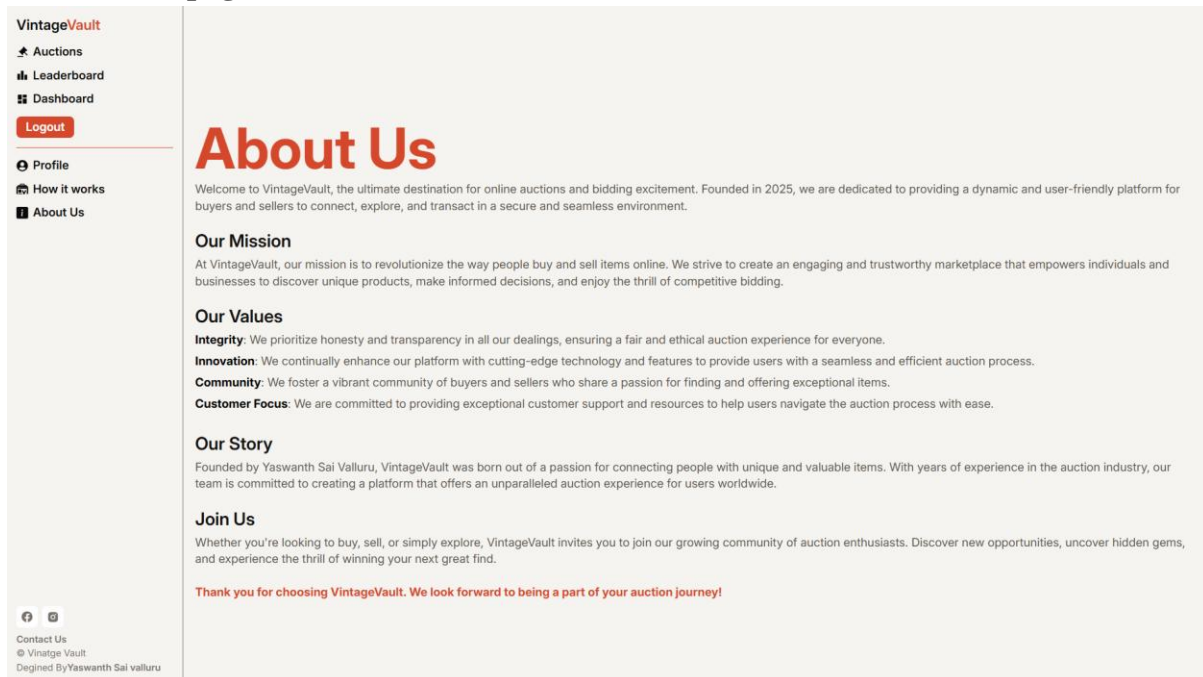 VintageVault
Auctions
Leaderboard
Dashboard
Logout
Profile
How it works
About Us
Contact Us
© Vinatge Vault
Degined ByYaswanth Sai valluru
About Us
Welcome to VintageVault, the ultimate destination for online auctions and bidding excitement. Founded in 2025, we are dedicated to providing a dynamic and user-friendly platform for
buyers and sellers to connect, explore, and transact in a secure and seamless environment.
Our Mission
At VintageVault, our mission is to revolutionize the way people buy and sell items online. We strive to create an engaging and trustworthy marketplace that empowers individuals and
businesses to discover unique products, make informed decisions, and enjoy the thrill of competitive bidding.
Our Values
Integrity: We prioritize honesty and transparency in all our dealings, ensuring a fair and ethical auction experience for everyone.
Innovation: We continually enhance our platform with cutting-edge technology and features to provide users with a seamless and efficient auction process.
Community: We foster a vibrant community of buyers and sellers who share a passion for finding and offering exceptional items.
Customer Focus: We are committed to providing exceptional customer support and resources to help users navigate the auction process with ease.
Our Story
Founded by Yaswanth Sai Valluru, VintageVault was born out of a passion for connecting people with unique and valuable items. With years of experience in the auction industry, our
team is committed to creating a platform that offers an unparalleled auction experience for users worldwide.
Join Us
Whether you're looking to buy, sell, or simply explore, VintageVault invites you to join our growing community of auction enthusiasts. Discover new opportunities, uncover hidden gems,
and experience the thrill of winning your next great find.
Thank you for choosing VintageVault. We look forward to being a part of your auction journey!